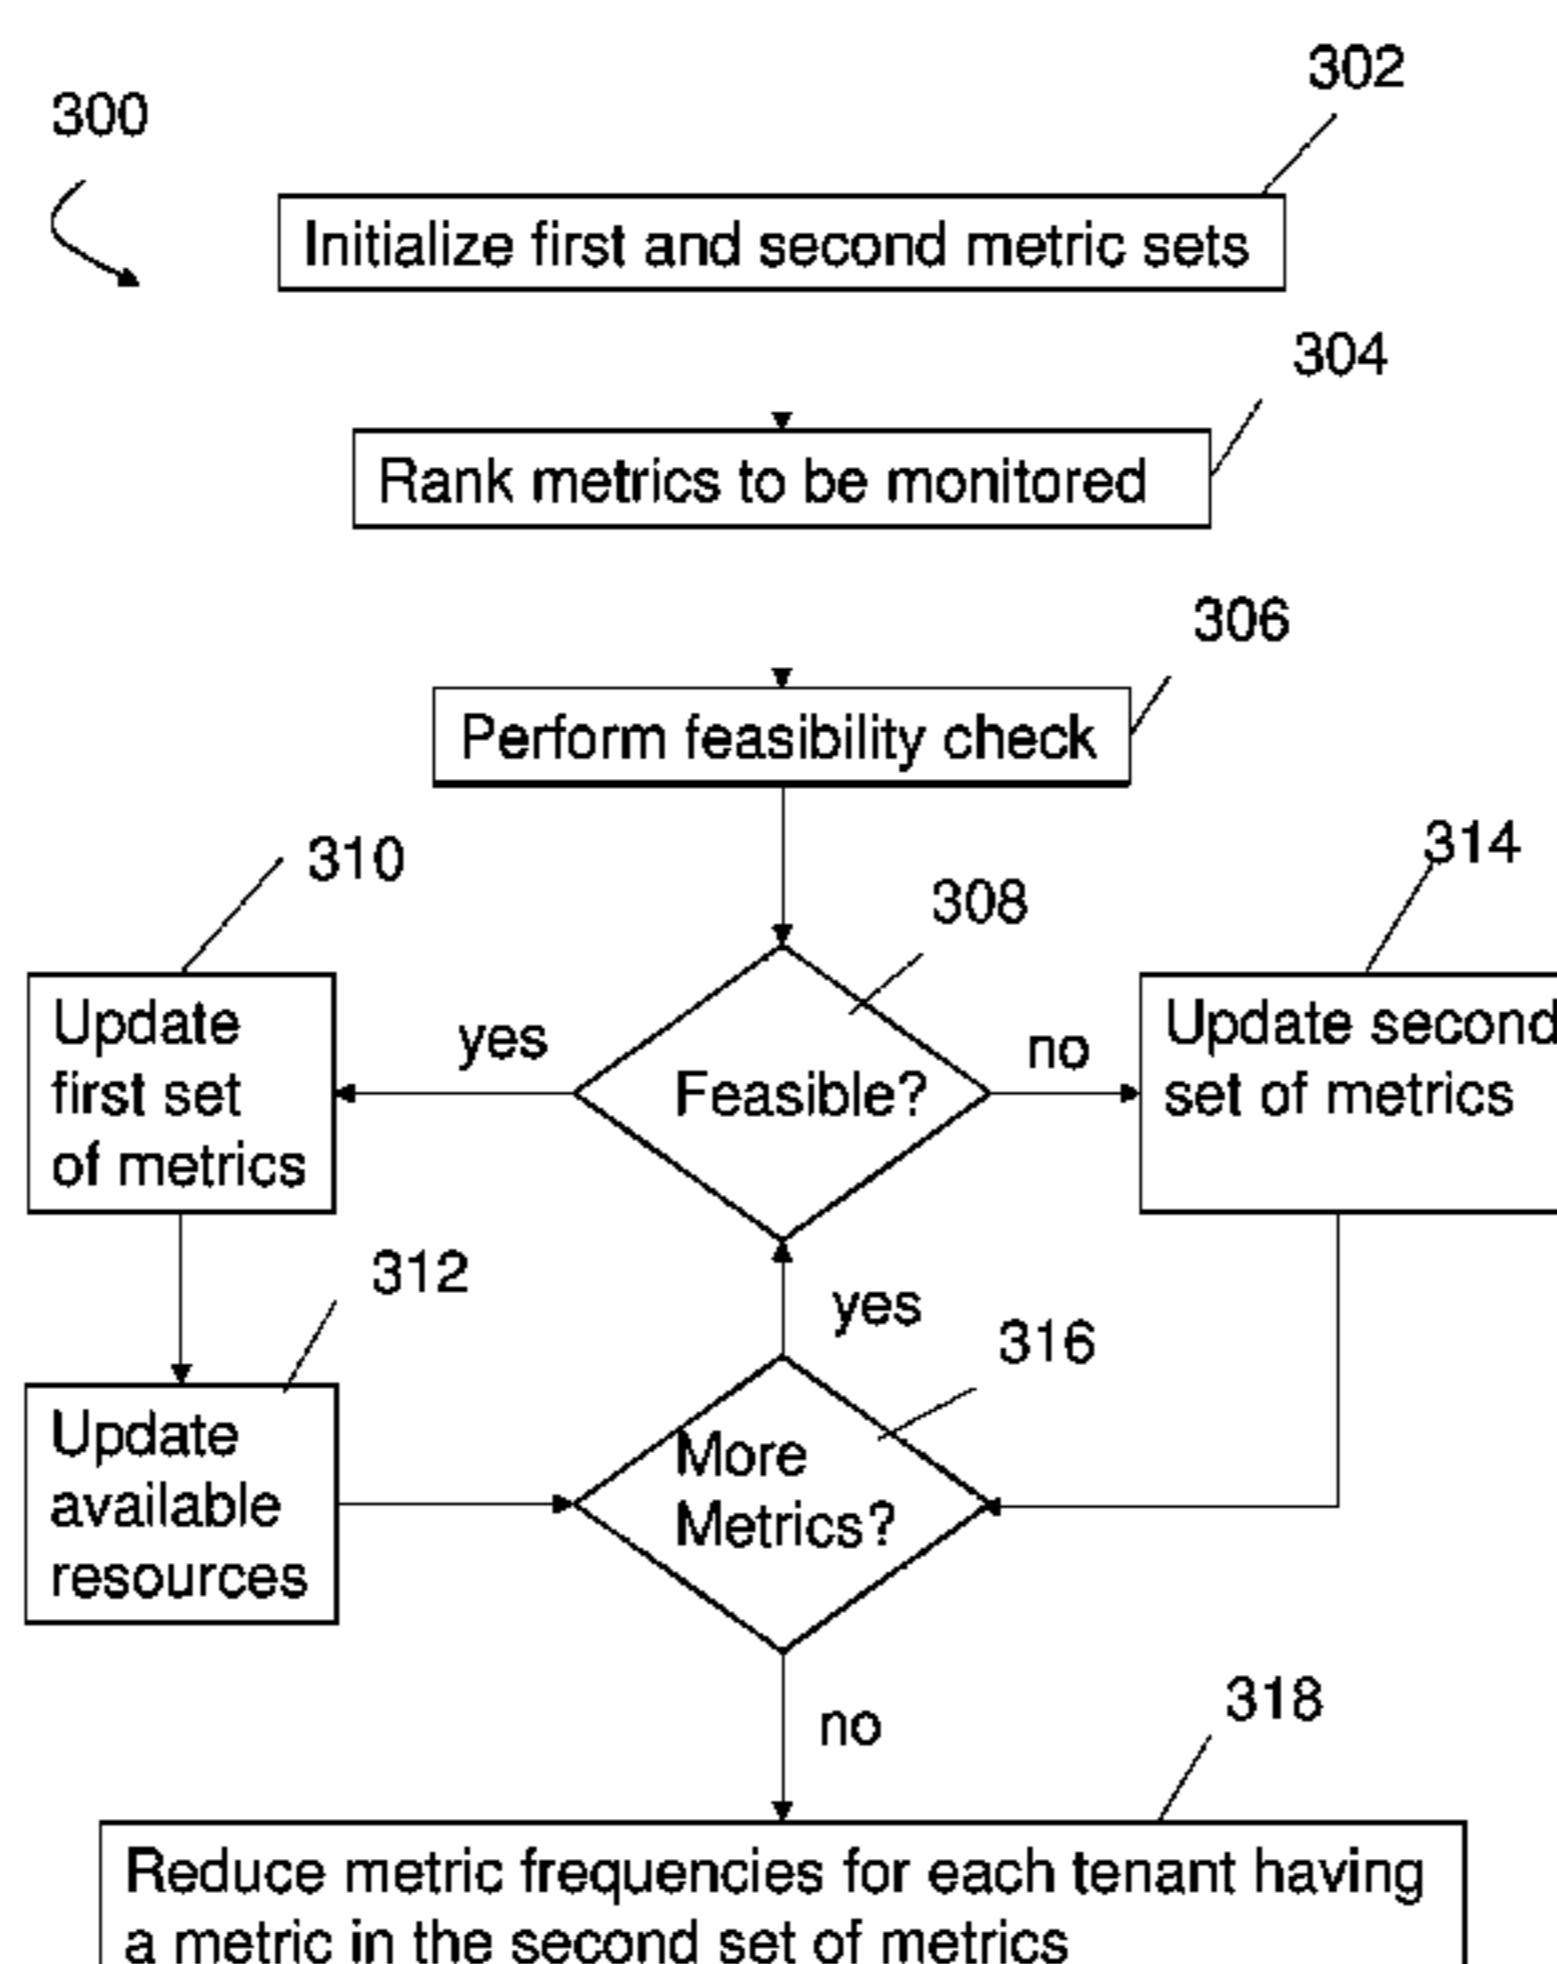 302
300
Initialize first and second metric sets
304
Rank metrics to be monitored
306
Perform feasibility check
310
314
308
Update
first set
of metrics
yes
Feasible?
no
Update second
set of metrics
312
yes
316
Update
available
resources
More
Metrics?
no
318
Reduce metric frequencies for each tenant having
a metric in the second set of metrics